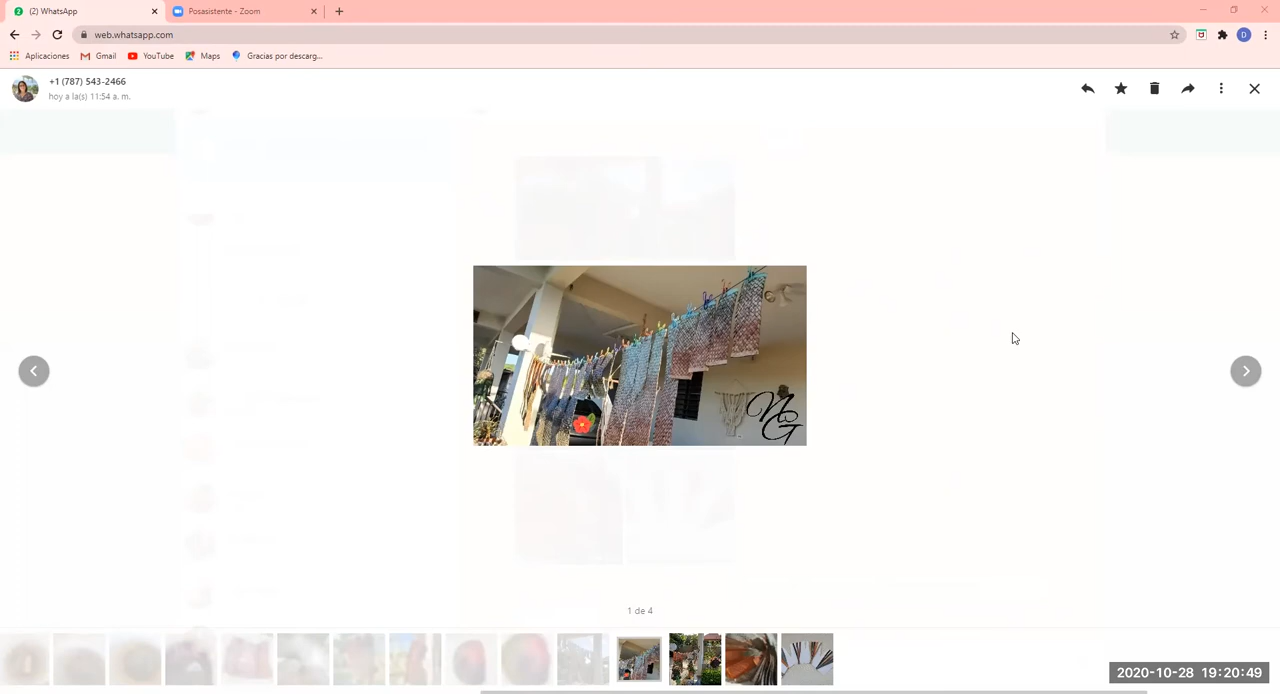 (2) WhatsApp
Posasistente - Zoom
web.whatsapp.com
D
Aplicaciones
Gmail
YouTube
Maps
Gracias por descarg...
+1 (787) 543-2466
hoy a la(s) 11:54 a. m.
NG
1 de 4
2020-10-28 19:20:49